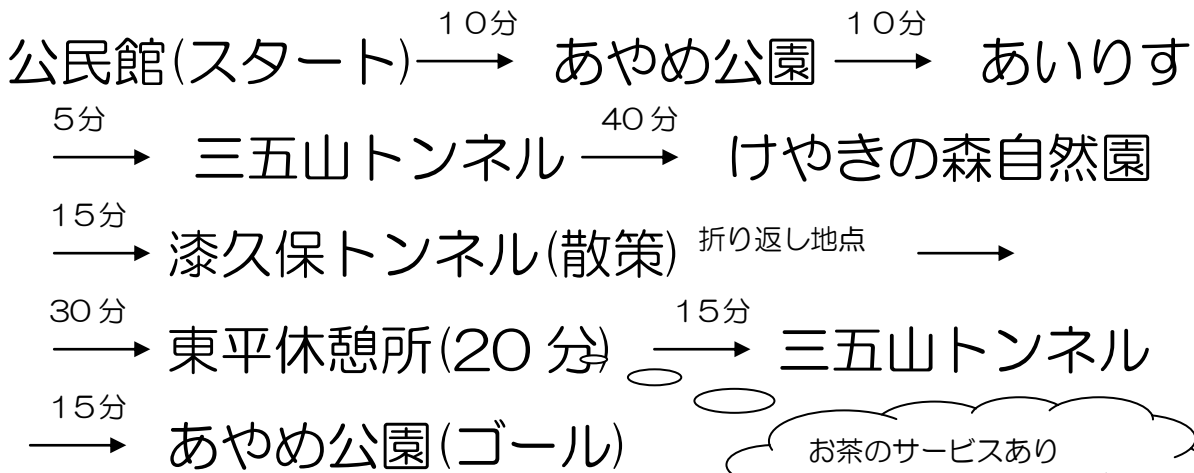 １０分 １０分
公民館(スタート) あやめ公園 あいりす
５分 ４０分
三五山トンネル けやきの森自然園
１５分
漆久保トンネル(散策) 折り返し地点
３０分 １５分
東平休憩所(２０分) 三五山トンネル
１５分
あやめ公園(ゴール) お茶のサービスあり